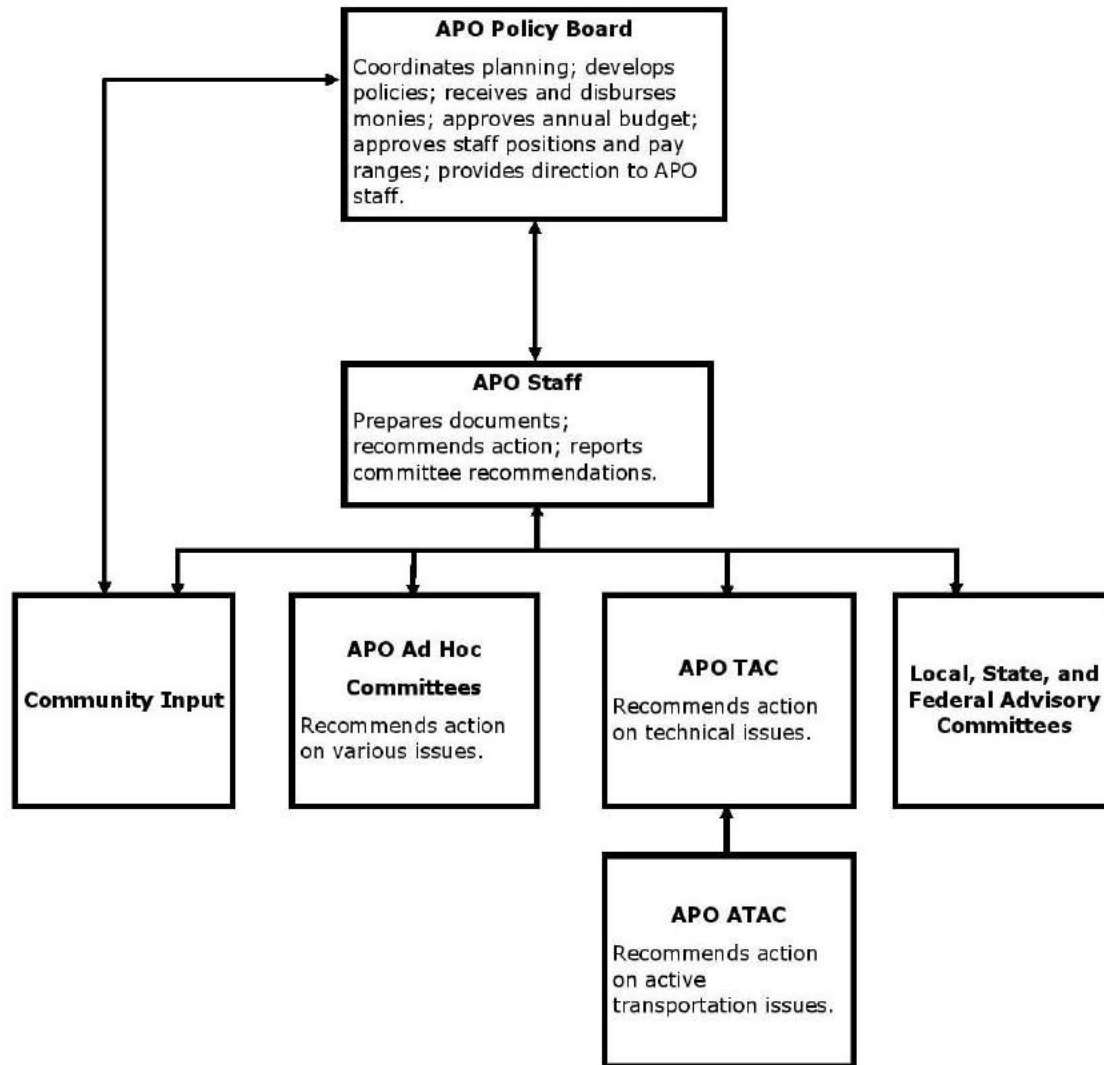 APO Policy Board
Coordinates planning; develops
policies; receives and disburses
monies; approves annual budget;
approves staff positions and pay
ranges; provides direction to APO
staff.
APO Staff
Prepares documents;
recommends action; reports
committee recommendations.
Community Input
APO Ad Hoc
Committees
Recommends action
on various issues.
APO TAC
Recommends action
on technical issues.
Local, State, and
Federal Advisory
Committees
APO ATAC
Recommends action
on active
transportation issues.